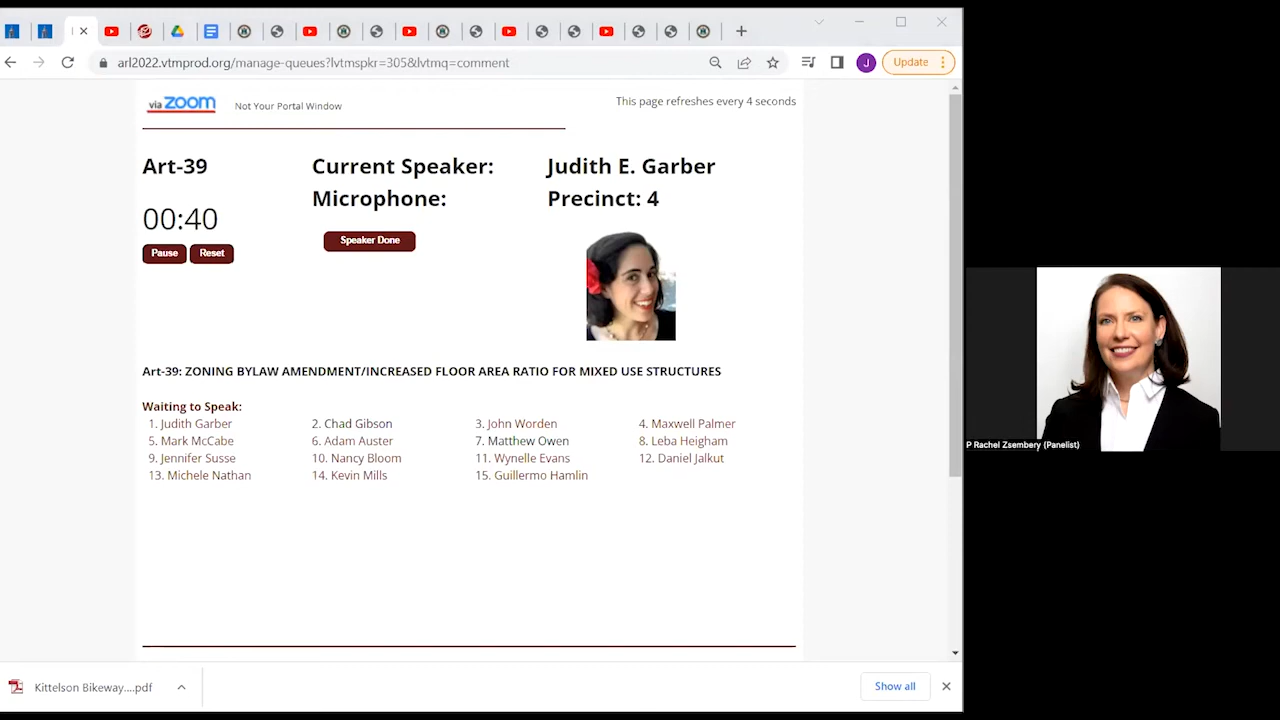 arl2022.vtmprod.org/manage-queues?lvtmspkr=305&lvtmq=comment
J
Update
via zoom
Not Your Portal Window
This page refreshes every 4 seconds
Art-39
Current Speaker:
Judith E. Garber
Microphone:
Precinct: 4
00:40
Pause
Reset
Speaker Done
Art-39: ZONING BYLAW AMENDMENT/INCREASED FLOOR AREA RATIO FOR MIXED USE STRUCTURES
Waiting to Speak:
1. Judith Garber
2. Chad Gibson
3. John Worden
4. Maxwell Palmer
5. Mark McCabe
6. Adam Auster
7. Matthew Owen
8. Leba Heigham
9. Jennifer Susse
10. Nancy Bloom
11. Wynelle Evans
12. Daniel Jalkut
13. Michele Nathan
14. Kevin Mills
15. Guillermo Hamlin
P Rachel Zsembery (Panelist)
Kittelson Bikeway....pdf
Show all